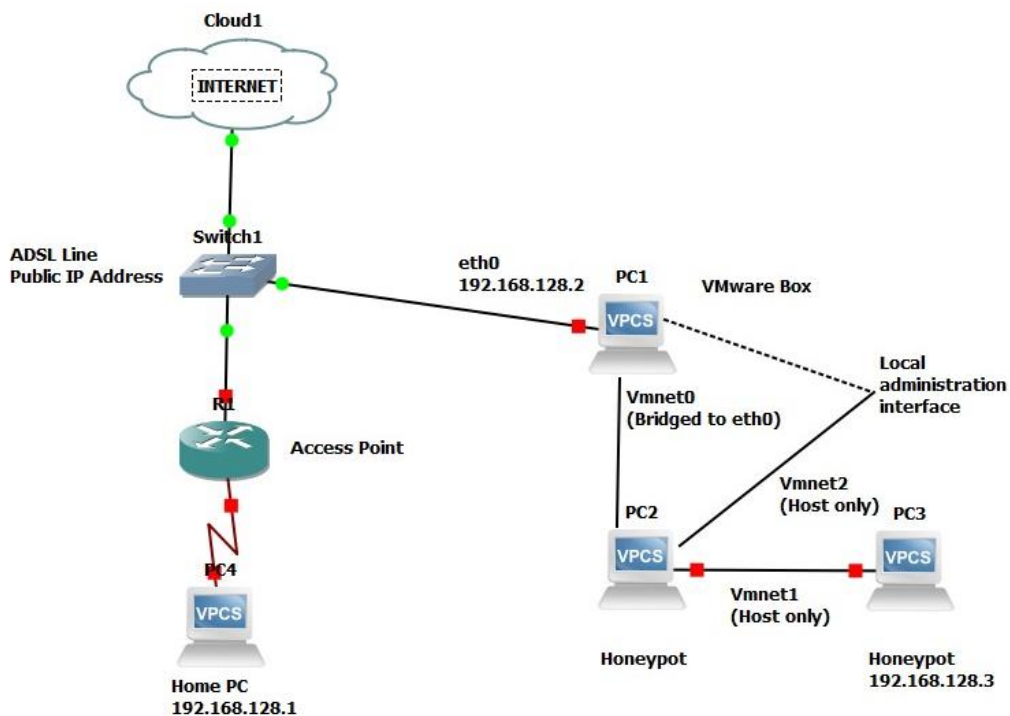 Cloud1
INTERNET
Switch1
ADSL Line
Public IP Address
eth0
192.168.128.2
PC1
VMware Box
VPCS
Local
administration
interface
Vmnet0
(Bridged to eth0)
R1
Access Point
Vmnet2
(Host only)
PC2
PC3
VPCS
VPCS
Vmnet1
(Host only)
PC4
VPCS
Honeypot
Honeypot
192.168.128.3
Home PC
192.168.128.1